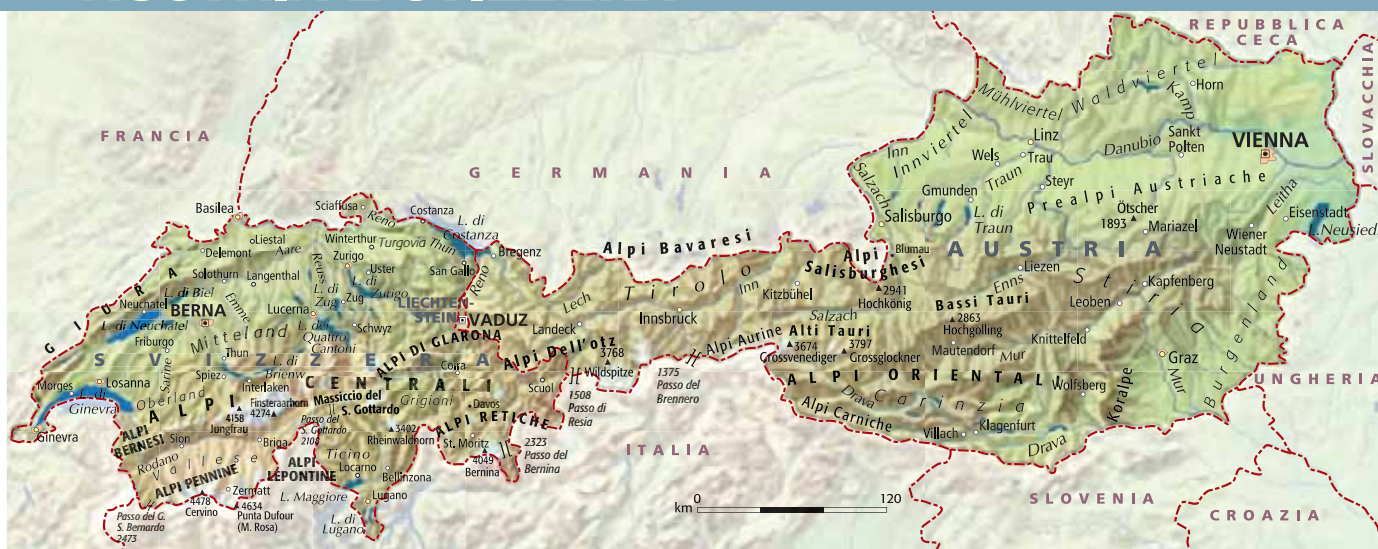 REPUBBLICA
CECA
SLOVACCHIA
FRANCIA
GERMANIA
Mühlviertel
Waldviertel
Horn
Kamp
Inn
Innviertel
Linz
Danubio
Sankt
Polten
VIENNA
Wels
Trau
Traun
Salzach
Gmunden
Steyr
Prealpi Austriache
Leitha
Salisburgo
L. di
Traun
Ötscher
1893
Mariazel
Eisenstadt
L.Neusied
Wiener
Neustadt
Basilea
Sciaffusa
Reno
Costanza
L. di
Costanza
Liestal
Delemont
Aare
Winterthur
Turgovia
Thun
Bregenz
Alpi Bavaresi
Alpi
Salisburghesi
Blumau
AUSTRIA
Zurigo
San Gallo
Reno
Solothurn
Langenthal
Reuss
Uster
L. di
Zurigo
Tirolo
Inn
Kitzbühel
2941
Hochkönig
Liezen
Enns
Stiria
Kapfenberg
GIURA
L. di Biel
Neuchatel
Emme
L. di
Zug
Zug
LIECHTEN-
STEIN
VADUZ
Lech
Bassi Tauri
Leoben
BERNA
Lucerna
L. di Neuchatel
Mitteland
L. dei
Quattro
Cantoni
Schwyz
Landeck
Innsbruck
Salzach
2863
Hochgolling
Friburgo
Knittelfeld
Burgenland
SVIZZERA
ALPI DI GLARONA
Alpi Dell'otz
3768
Wildspitze
Alpi Aurine
Alti Tauri
3674
Grossvenediger
3797
Grossglockner
Mautendorf
Mur
Graz
Mur
Sarine
Thun
Spiez
L. di
Brienw
Interlaken
Coira
CENTRALI
1375
Passo del
Brennero
ALPI ORIENTALI
Wolfsberg
Koralpe
UNGHERIA
Morges
Losanna
L. di
Ginevra
Oberland
Finsteraarhorn
4274
Massiccio del
S. Gottardo
Grigioni
Davos
Scuol
1508
Passo di
Resia
Drava
Carinzia
Alpi Carniche
ALPI
4158
Jungfrau
Passo del
S. Gottardo
2108
3402
Rheinwaldhorn
ALPI RETICHE
St. Moritz
2323
Passo del
Bernina
Villach
Klagenfurt
Drava
Ginevra
ALPI
BERNESI
Sion
Briga
Rodano
Vallese
Ticino
Locarno
4049
Bernina
ITALIA
ALPI
LEPONTINE
Bellinzona
ALPI PENNINE
Zermatt
4478
Cervino
4634
Punta Dufour
(M. Rosa)
L. Maggiore
Lugano
L. di
Lugano
Passo del G.
S. Bernardo
2473
km
0
120
SLOVENIA
CROAZIA